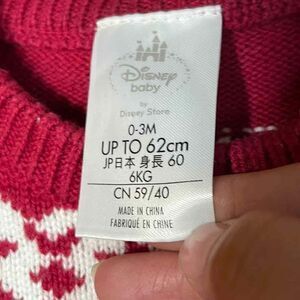 Disney
baby
by
Disney Store
0-3M
UP TO 62cm
JP日本 身長 60
6KG
CN 59/40
MADE IN CHINA
FABRIQUÉ EN CHINE